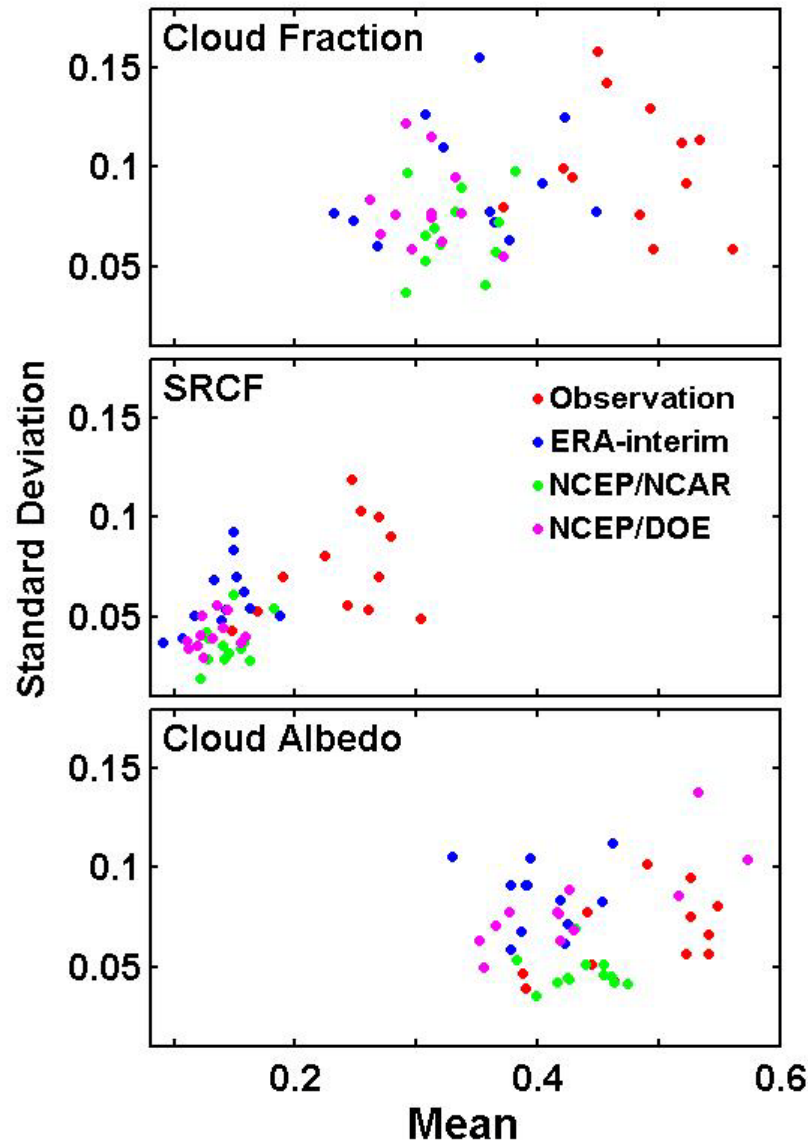 Cloud Fraction
0.15
0.1
0.05
SRCF
Observation
ERA-interim
NCEP/NCAR
NCEP/DOE
0.15
0.1
0.05
Standard Deviation
Cloud Albedo
0.15
0.1
0.05
0.2 0.4 0.6
Mean